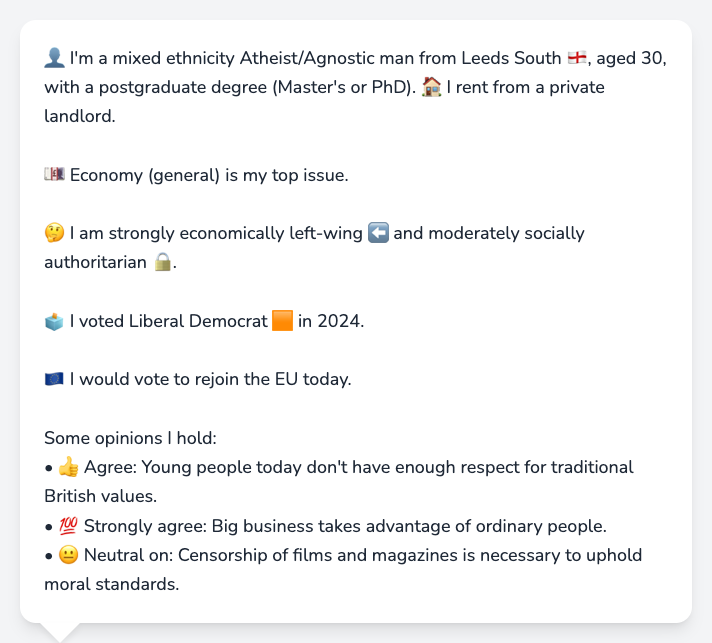 👤 I'm a mixed ethnicity Atheist/Agnostic man from Leeds South 🏴󠁧󠁢󠁥󠁮󠁧󠁿, aged 30,
with a postgraduate degree (Master's or PhD). 🏠 I rent from a private
landlord.
💷 Economy (general) is my top issue.
🤔 I am strongly economically left-wing ⬅️ and moderately socially
authoritarian 🔒.
🗳️ I voted Liberal Democrat 🟧 in 2024.
🇪🇺 I would vote to rejoin the EU today.
Some opinions I hold:
• 👍 Agree: Young people today don't have enough respect for traditional
British values.
• 💯 Strongly agree: Big business takes advantage of ordinary people.
• 😐 Neutral on: Censorship of films and magazines is necessary to uphold
moral standards.